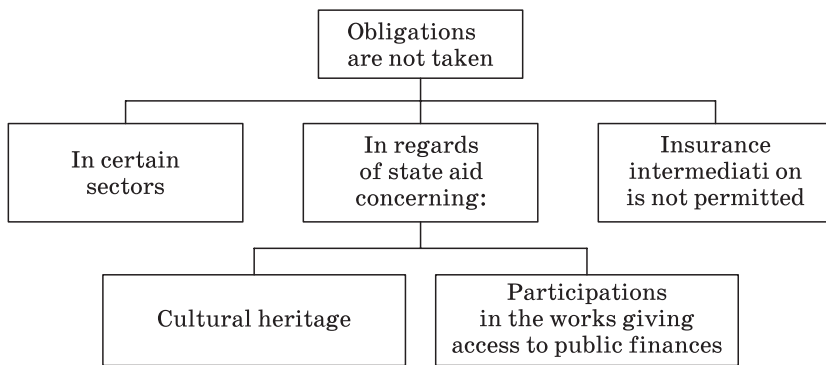 Obligations
are not taken
In certain
sectors
In regards
of state aid
concerning:
Insurance
intermediati on
is not permitted
Cultural heritage
Participations
in the works giving
access to public finances